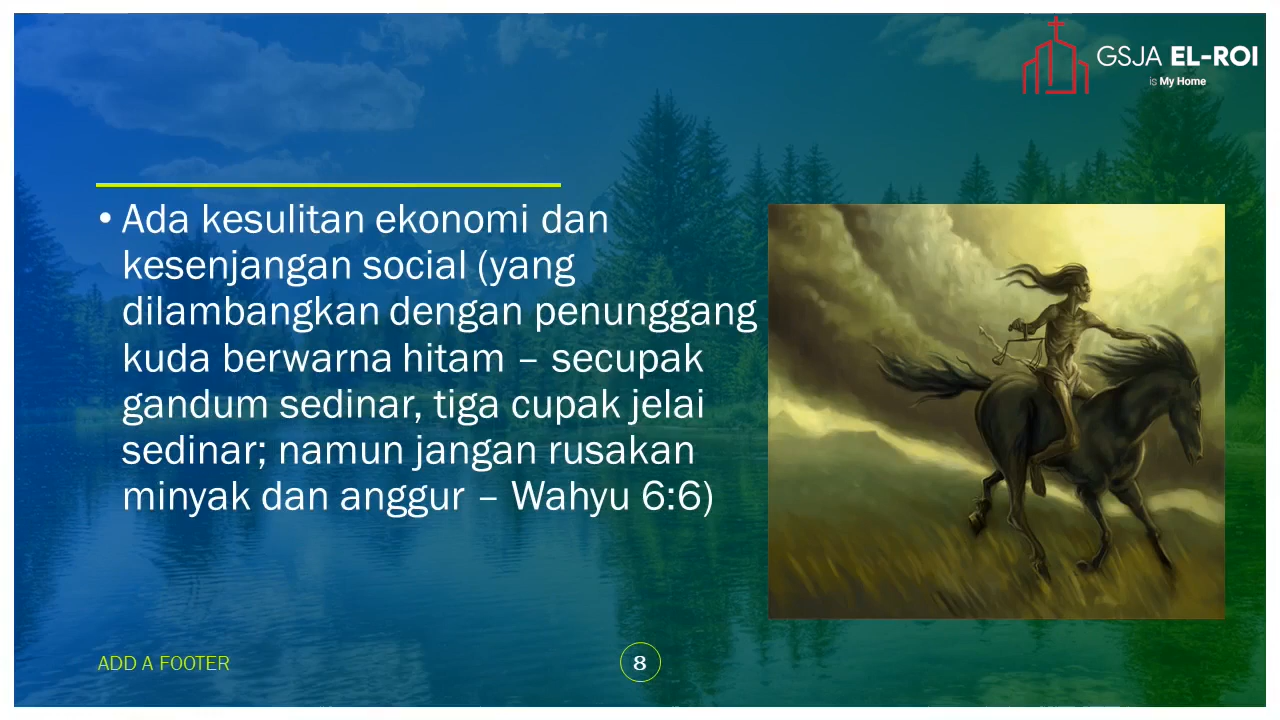 GSJA EL-ROI
is My Home
• Ada kesulitan ekonomi dan
kesenjangan social (yang
dilambangkan dengan penunggang
kuda berwarna hitam – secupak
gandum sedinar, tiga cupak jelai
sedinar; namun jangan rusakan
minyak dan anggur – Wahyu 6:6)
ADD A FOOTER
8